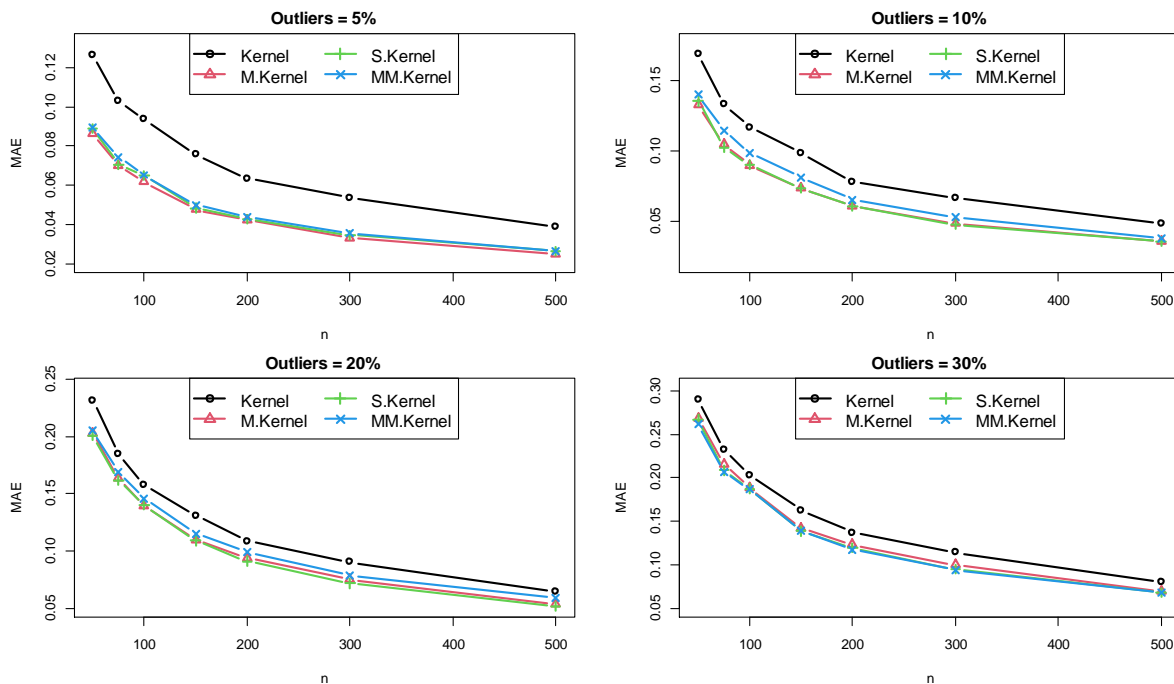 Outliers = 5%
MAE
0.02 0.04 0.06 0.08 0.10 0.12
Kernel S.Kernel
M.Kernel MM.Kernel
100 200 300 400 500
n
Outliers = 10%
MAE
0.05 0.10 0.15
Kernel S.Kernel
M.Kernel MM.Kernel
100 200 300 400 500
n
Outliers = 20%
MAE
0.05 0.10 0.15 0.20 0.25
Kernel S.Kernel
M.Kernel MM.Kernel
100 200 300 400 500
n
Outliers = 30%
MAE
0.05 0.10 0.15 0.20 0.25 0.30
Kernel S.Kernel
M.Kernel MM.Kernel
100 200 300 400 500
n